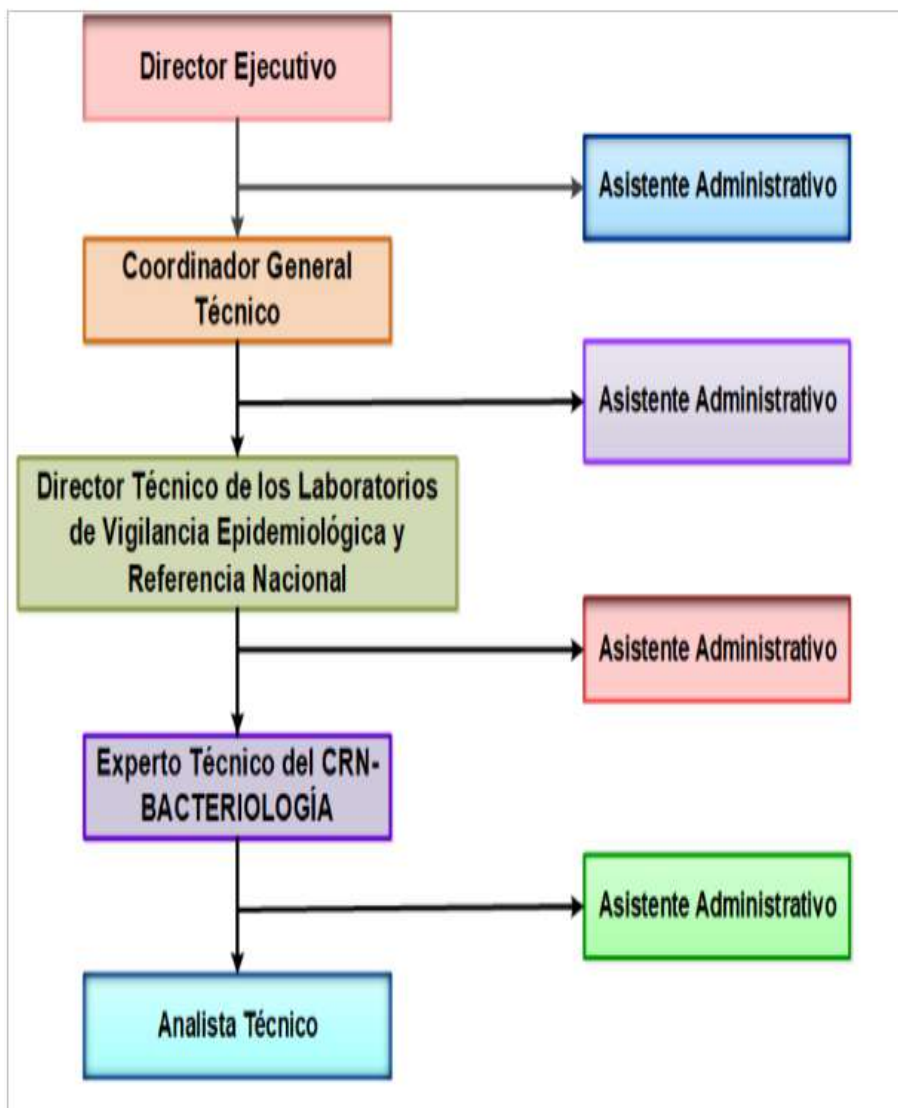 Director Ejecutivo
Asistente Administrativo
Coordinador General
Técnico
Asistente Administrativo
Director Técnico de los Laboratorios
de Vigilancia Epidemiológica y
Referencia Nacional
Asistente Administrativo
Experto Técnico del CRN-
BACTERIOLOGÍA
Asistente Administrativo
Analista Técnico